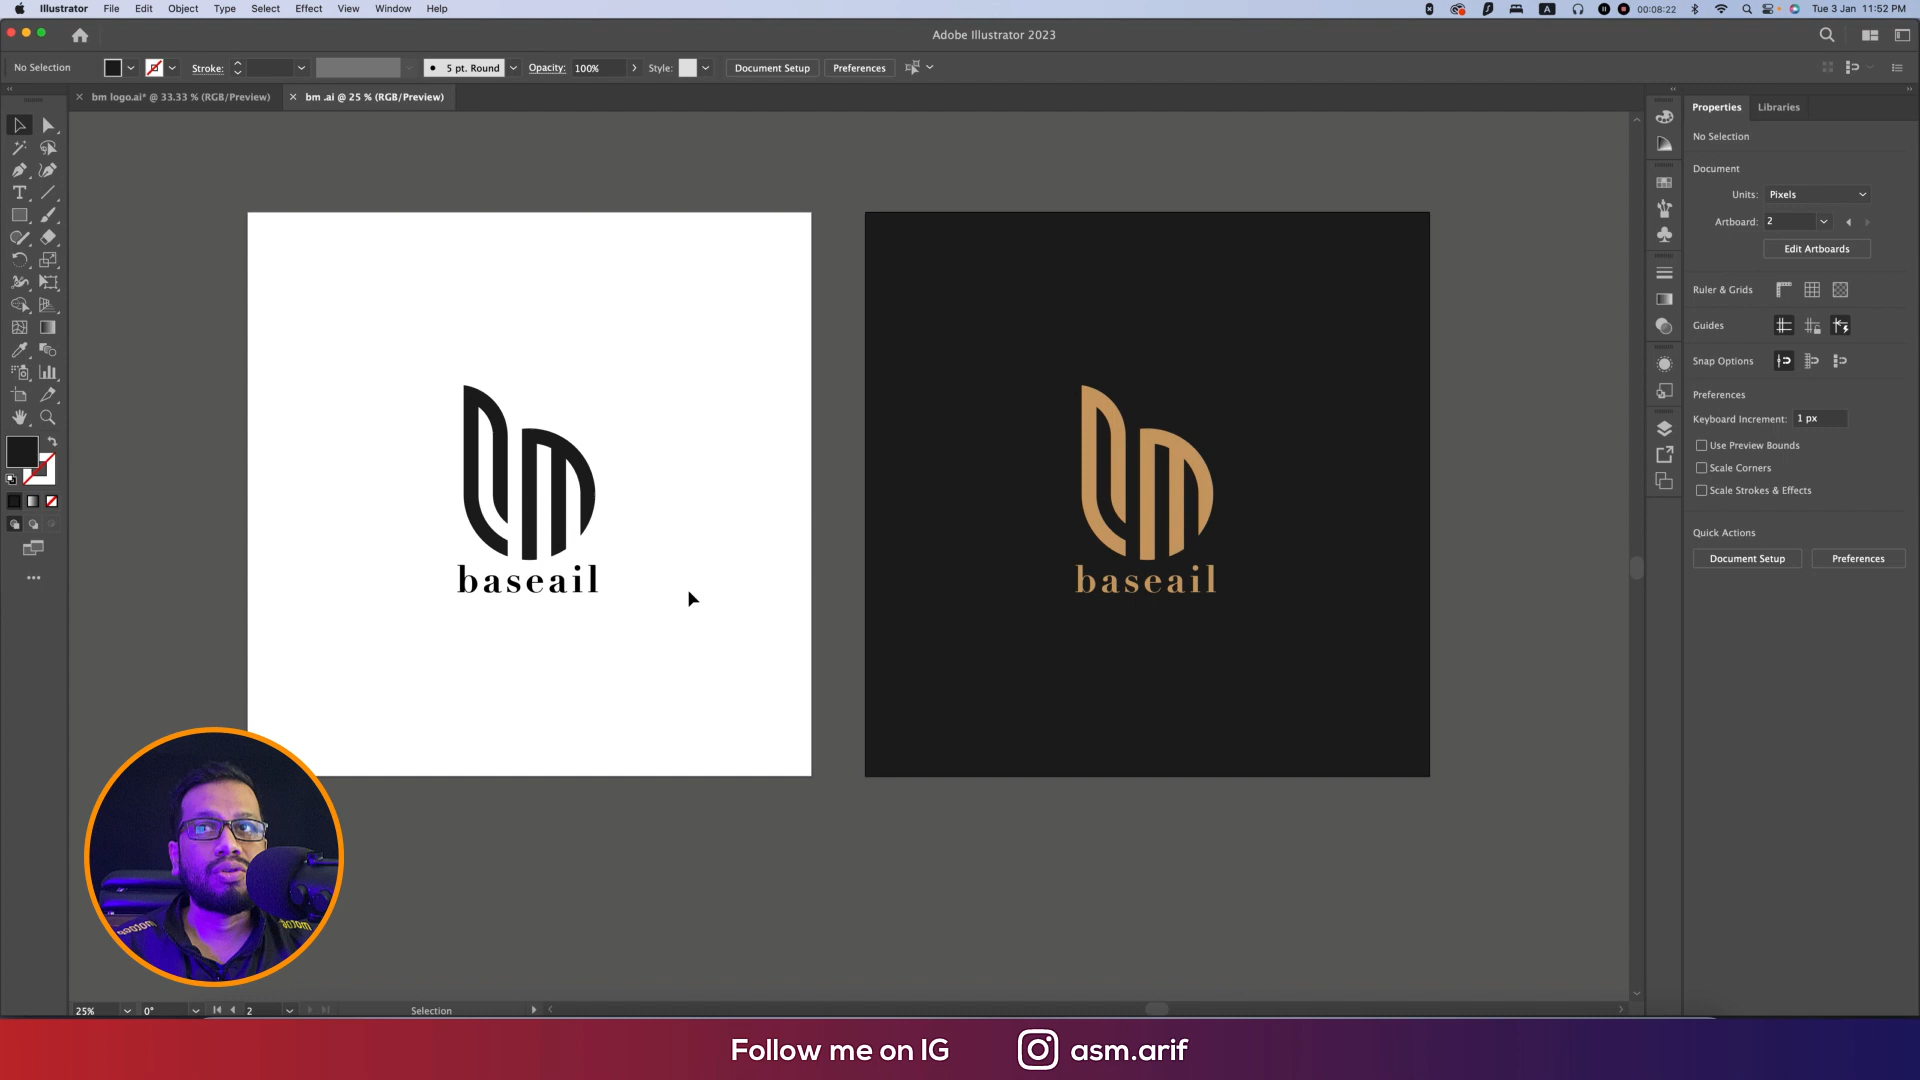 Illustrator File Edit Object Type Select Effect View Window Help
A 00:08:22 Tue 3 Jan 11:52 PM
Adobe Illustrator 2023
No Selection Stroke: 5 pt. Round Opacity: 100% Style: Document Setup Preferences
bm logo.ai* @ 33.33 % (RGB/Preview) bm .ai @ 25 % (RGB/Preview)
Properties Libraries
No Selection
Document
Units: Pixels
Artboard: 2
Edit Artboards
Ruler & Grids
Guides
Snap Options
Preferences
Keyboard Increment: 1 px
Use Preview Bounds
Scale Corners
Scale Strokes & Effects
Quick Actions
Document Setup Preferences
bm
baseail
bm
baseail
25% 0° 2 Selection
Follow me on IG asm.arif